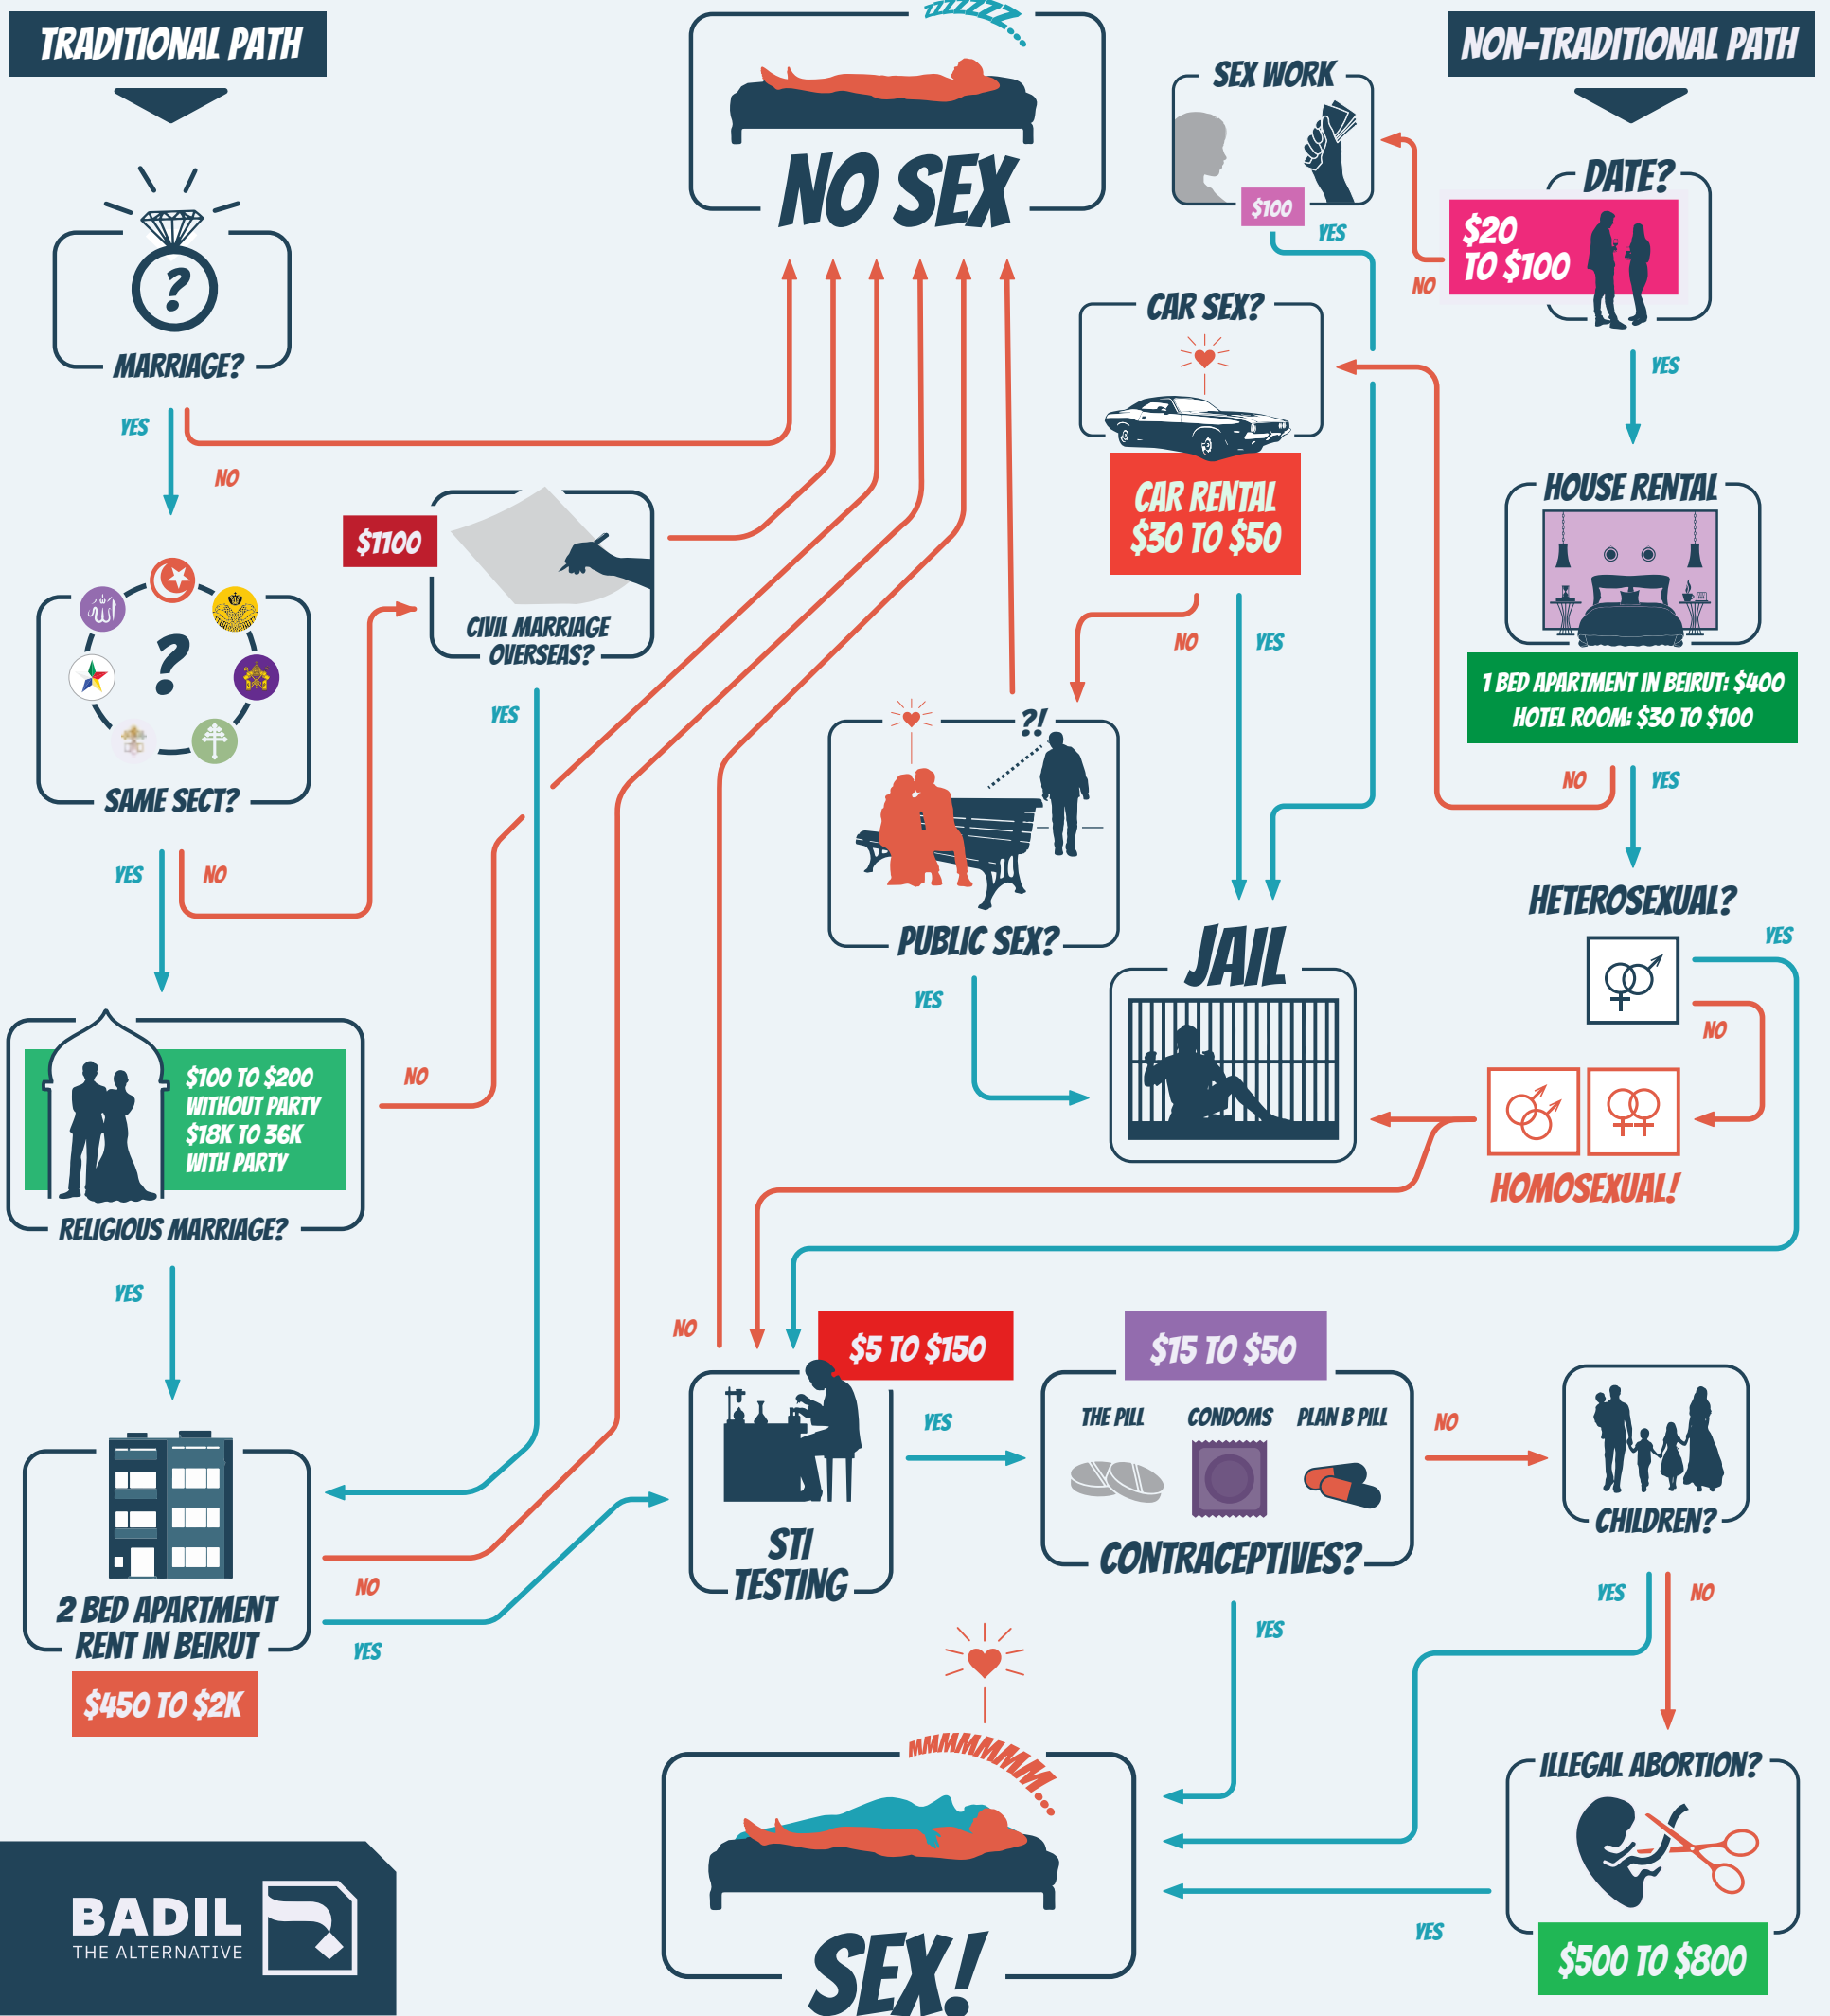 TRADITIONAL PATH
ZZZZZZZ...
NO SEX
SEX WORK
$100
YES
NON-TRADITIONAL PATH
DATE?
$20
TO $100
NO
YES
?
MARRIAGE?
YES
NO
CAR SEX?
CAR RENTAL
$30 TO $50
NO
YES
HOUSE RENTAL
1 BED APARTMENT IN BEIRUT: $400
HOTEL ROOM: $30 TO $100
NO
YES
$1100
CIVIL MARRIAGE
OVERSEAS?
YES
?
SAME SECT?
YES
NO
?!
PUBLIC SEX?
YES
JAIL
HETEROSEXUAL?
YES
NO
HOMOSEXUAL!
$100 TO $200
WITHOUT PARTY
$18K TO 36K
WITH PARTY
RELIGIOUS MARRIAGE?
NO
YES
2 BED APARTMENT
RENT IN BEIRUT
$450 TO $2K
NO
YES
NO
$5 TO $150
STI
TESTING
YES
$15 TO $50
THE PILL
CONDOMS
PLAN B PILL
CONTRACEPTIVES?
NO
YES
CHILDREN?
YES
NO
ILLEGAL ABORTION?
$500 TO $800
YES
MMMMMMM...
SEX!
BADIL
THE ALTERNATIVE